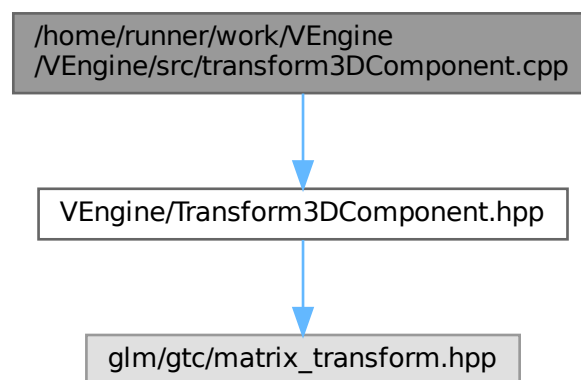 /home/runner/work/VEngine
/VEngine/src/transform3DComponent.cpp
VEngine/Transform3DComponent.hpp
glm/gtc/matrix_transform.hpp